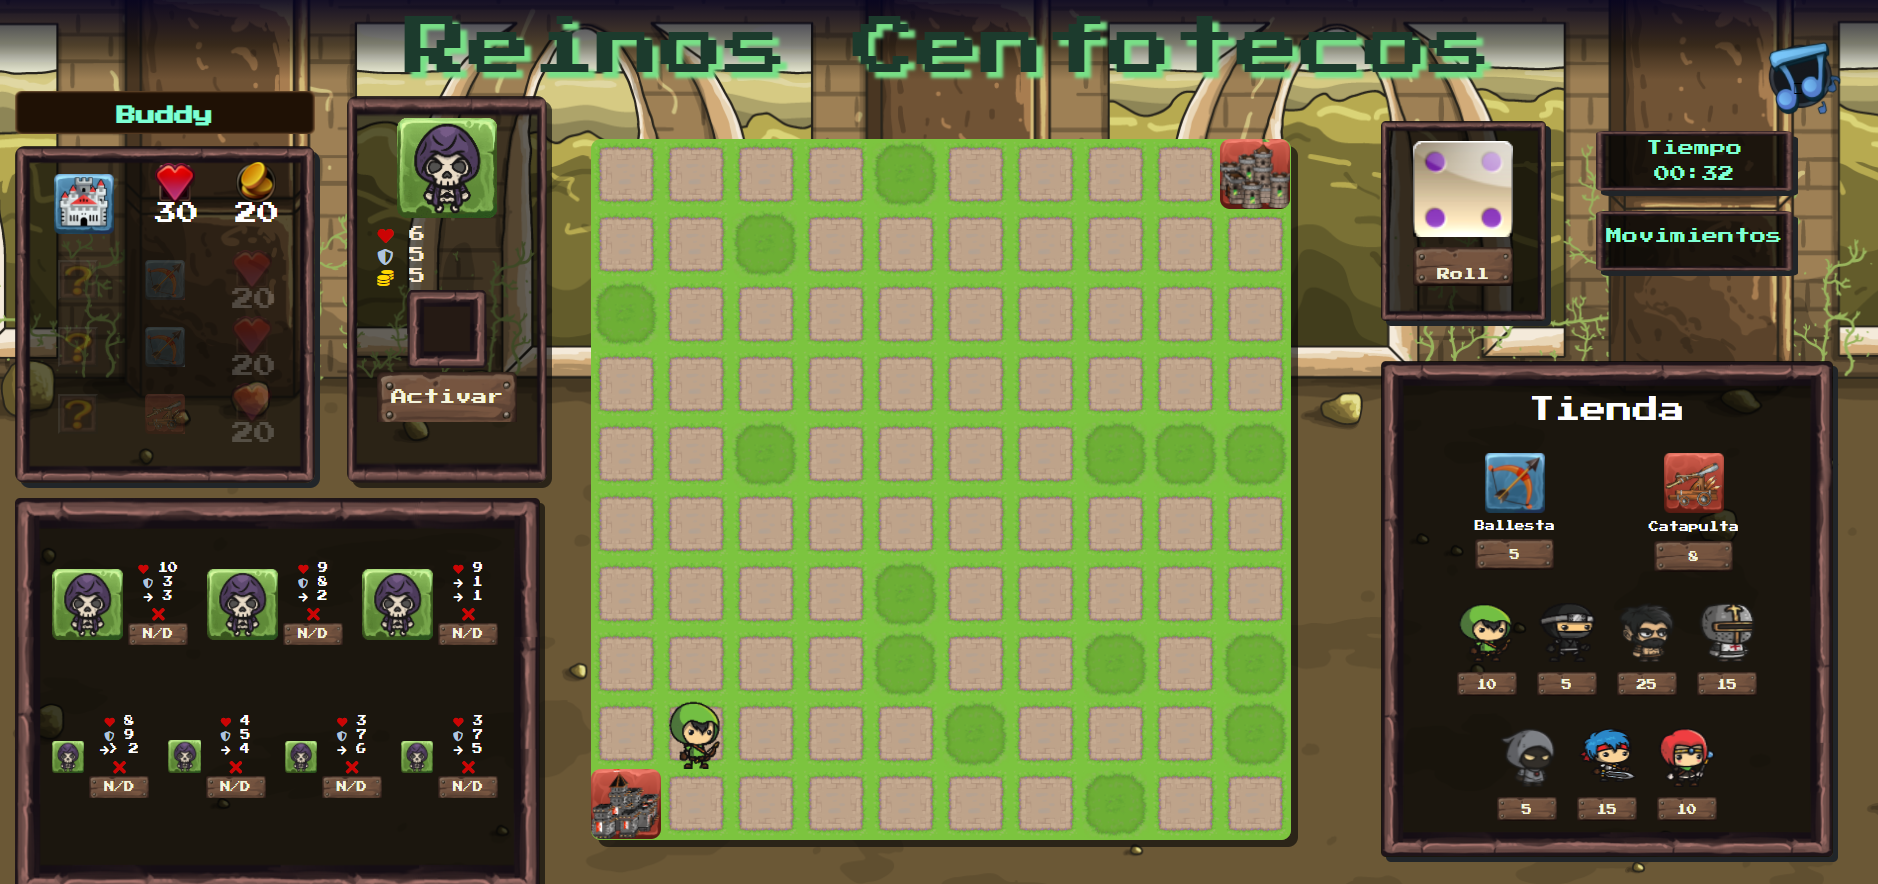 Reinos Cenfotecos
Buddy
30 20
? 20
? 20
? 20
6
5
5
Activar
Roll
Tiempo
00:32
Movimientos
Tienda
Ballesta Catapulta
5 8
10 5 25 15
5 15 10
10 9 9
3 8 1
3 2 1
N/D N/D N/D
8 4 3 3
9 5 7 7
2 4 6 5
N/D N/D N/D N/D